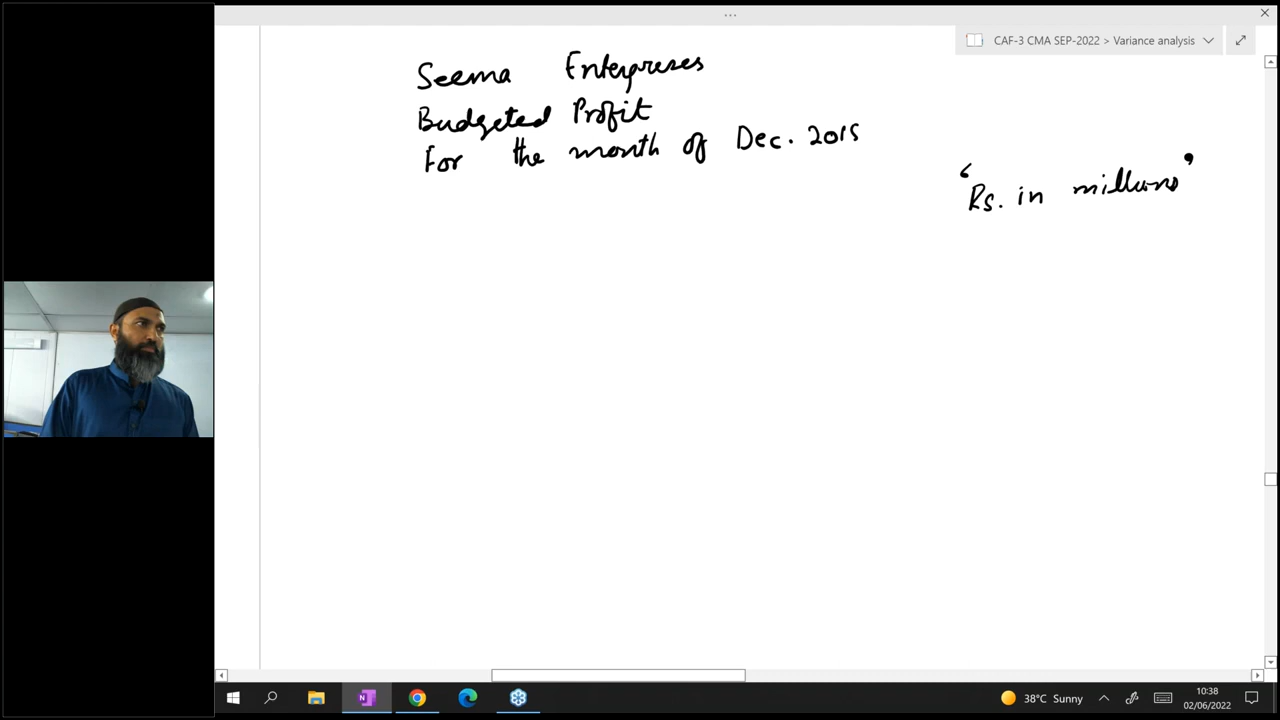 CAF-3 CMA SEP-2022 > Variance analysis
Seema Enterprises
Budgeted Profit
For the month of Dec. 2015
‘Rs. in millions’
38°C Sunny
10:38
02/06/2022